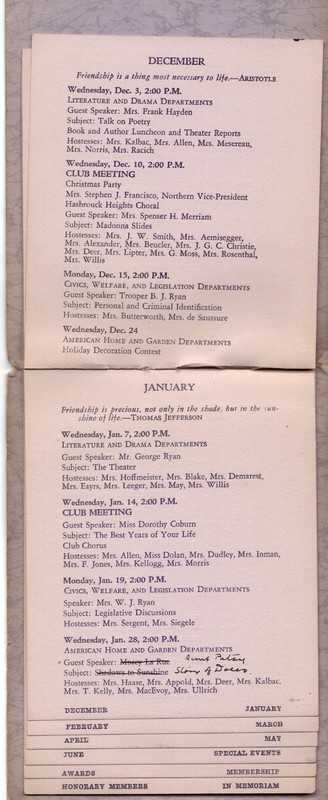 DECEMBER
Friendship is a thing most necessary to life.—ARISTOTLE
Wednesday, Dec. 3, 2:00 P.M.
LITERATURE AND DRAMA DEPARTMENTS
Guest Speaker: Mrs. Frank Hayden
Subject: Talk on Poetry
Book and Author Luncheon and Theater Reports
Hostesses: Mrs. Kalbac, Mrs. Allen, Mrs. Mesereau,
Mrs. Norris, Mrs. Racich
Wednesday, Dec. 10, 2:00 P.M.
CLUB MEETING
Christmas Party
Mrs. Stephen J. Francisco, Northern Vice-President
Hasbrouck Heights Choral
Guest Speaker: Mrs. Spenser H. Merriam
Subject: Madonna Slides
Hostesses: Mrs. J. W. Smith, Mrs. Aemisegger,
Mrs. Alexander, Mrs. Beucler, Mrs. J. G. C. Christie,
Mrs. Deer, Mrs. Lipter, Mrs. G. Moss, Mrs. Rosenthal,
Mrs. Willis
Monday, Dec. 15, 2:00 P.M.
CIVICS, WELFARE, AND LEGISLATION DEPARTMENTS
Guest Speaker: Trooper B. J. Ryan
Subject: Personal and Criminal Identification
Hostesses: Mrs. Butterworth, Mrs. de Saussure
Wednesday, Dec. 24
AMERICAN HOME AND GARDEN DEPARTMENTS
Holiday Decoration Contest
JANUARY
Friendship is precious, not only in the shade, but in the sun-
shine of life.—THOMAS JEFFERSON
Wednesday, Jan. 7, 2:00 P.M.
LITERATURE AND DRAMA DEPARTMENTS
Guest Speaker: Mr. George Ryan
Subject: The Theater
Hostesses: Mrs. Hoffmeister, Mrs. Blake, Mrs. Demarest,
Mrs. Eayrs, Mrs. Leeger, Mrs. May, Mrs. Willis
Wednesday, Jan. 14, 2:00 P.M.
CLUB MEETING
Guest Speaker: Miss Dorothy Coburn
Subject: The Best Years of Your Life
Club Chorus
Hostesses: Mrs. Allen, Miss Dolan, Mrs. Dudley, Mrs. Inman,
Mrs. F. Jones, Mrs. Kellogg, Mrs. Morris
Monday, Jan. 19, 2:00 P.M.
CIVICS, WELFARE, AND LEGISLATION DEPARTMENTS
Speaker: Mrs. W. J. Ryan
Subject: Legislative Discussions
Hostesses: Mrs. Sergent, Mrs. Siegele
Wednesday, Jan. 28, 2:00 P.M.
AMERICAN HOME AND GARDEN DEPARTMENTS
Guest Speaker: La Rue Aunt Patsy
Subject: Shadows to Sunshine Story of Dolls
Hostesses: Mrs. Haase, Mrs. Appold, Mrs. Deer, Mrs. Kalbac,
Mrs. T. Kelly, Mrs. MacEvoy, Mrs. Ullrich
DECEMBER JANUARY
FEBRUARY MARCH
APRIL MAY
JUNE SPECIAL EVENTS
AWARDS MEMBERSHIP
HONORARY MEMBERS IN MEMORIAM